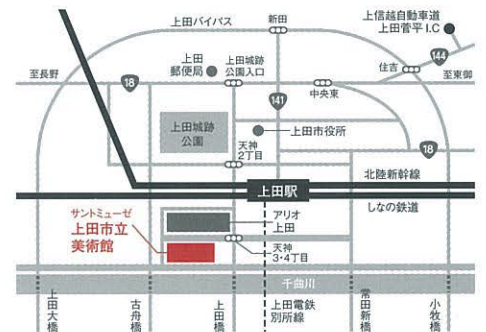 上田バイパス
新田
上信越自動車道
上田菅平I.C
上田
郵便局
上田城跡
公園入口
住吉
144
至長野
18
至東御
141
中央東
上田城跡
公園
上田市役所
天神
2丁目
18
北陸新幹線
上田駅
しなの鉄道
サントミューゼ
上田市立
美術館
アリオ
上田
天神
3・4丁目
千曲川
上田大橋
古舟橋
上田橋
上田電鉄
別所線
常田新橋
小牧橋